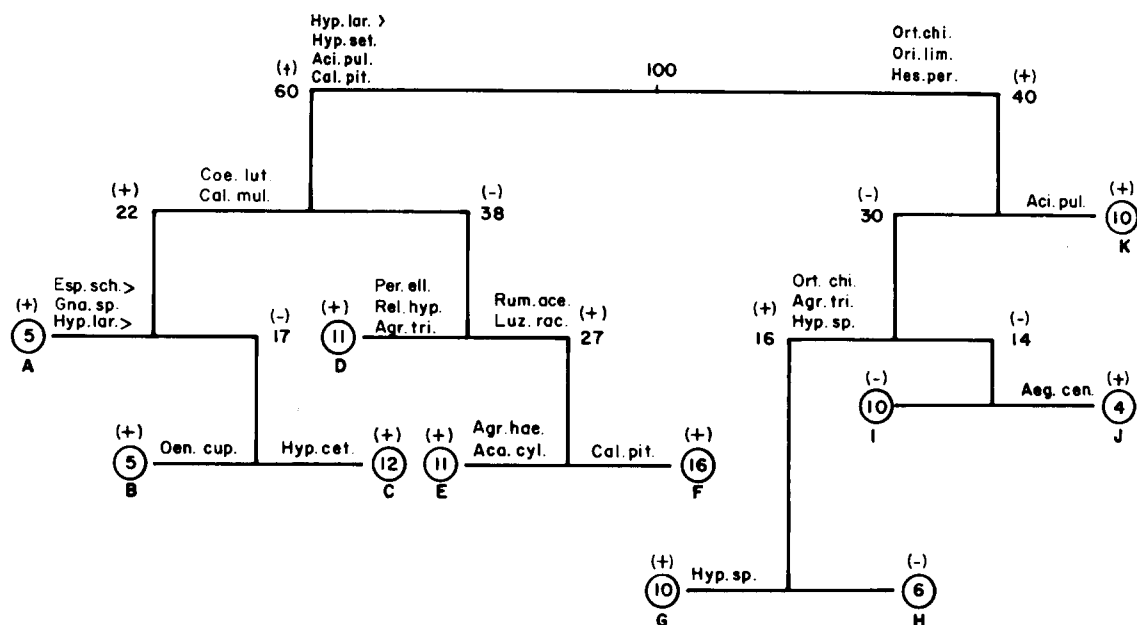 Hyp.lar. >
Hyp.set.
Aci.pul.
Cal.pit.
(+)
60
100
Ort.chi.
Ori.lim.
Hes.per.
(+)
40
(+)
22
Coe. lut.
Cal. mul.
(-)
38
(-)
30
Aci.pul.
(+)
10
K
(+)
5
A
Esp. sch.>
Gna. sp.
Hyp.lar.>
(-)
17
(+)
11
D
Per. ell.
Rel. hyp.
Agr. tri.
Rum. ace.
Luz. rac.
(+)
27
(+)
16
Ort. chi.
Agr. tri.
Hyp. sp.
(-)
14
(-)
10
I
Aeg. cen.
(+)
4
J
(+)
5
B
Oen. cup.
Hyp.cet.
(+)
12
C
(+)
11
E
Agr. hae.
Aca. cyl.
Cal.pit.
(+)
16
F
(+)
10
G
Hyp. sp.
(-)
6
H